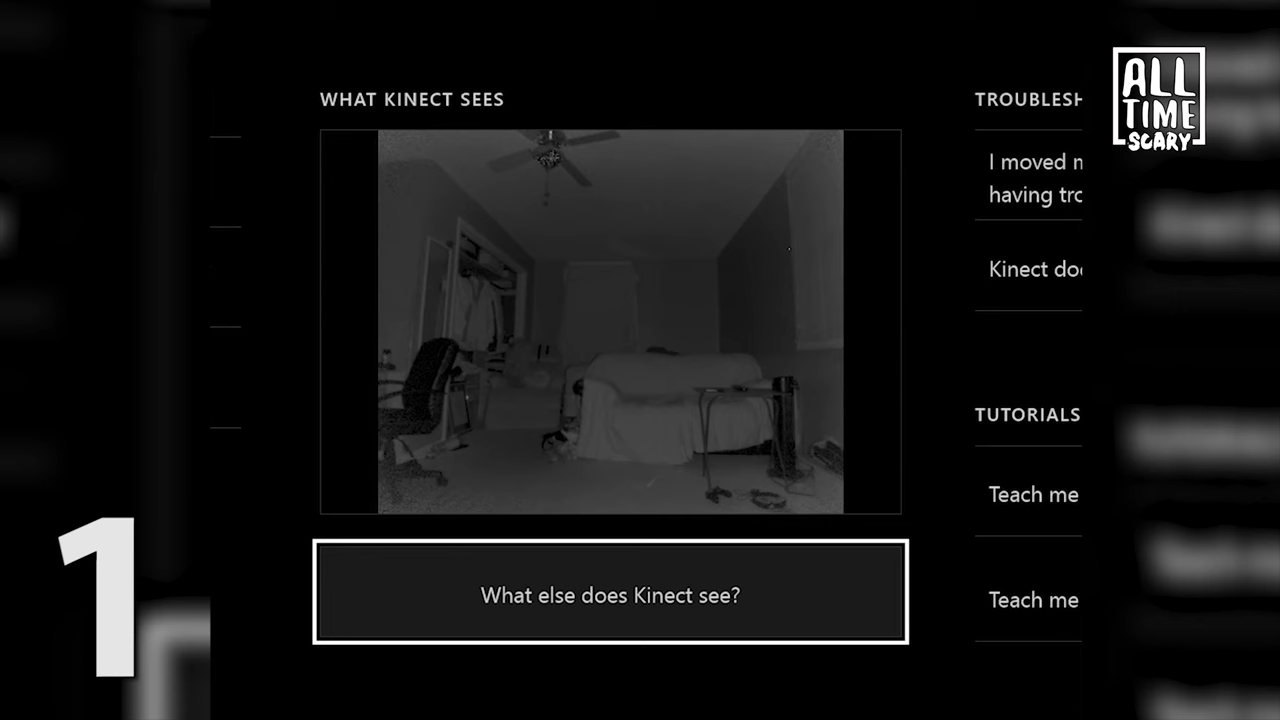 WHAT KINECT SEES
What else does Kinect see?
TROUBLESH
I moved m
having tro
Kinect doe
TUTORIALS
Teach me
Teach me
ALL
TIME
SCARY
1